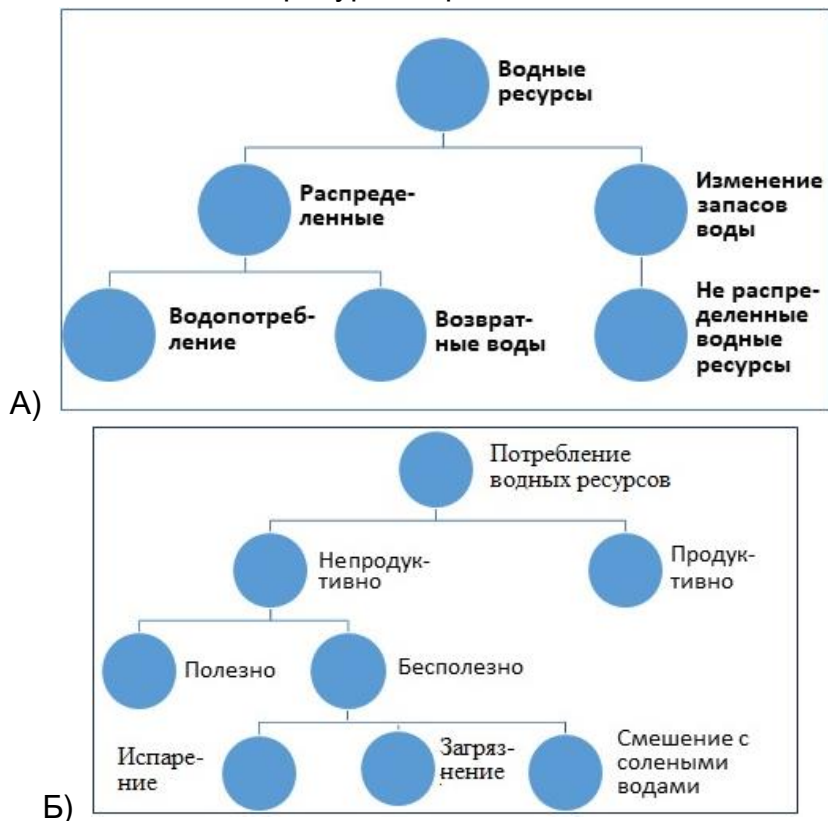 Водные
ресурсы
Распреде-
ленные
Изменение
запасов
воды
Водопотреб-
ление
Возврат-
ные воды
Не распре-
деленные
водные
ресурсы
А)
Потребление
водных ресурсов
Непродук-
тивно
Продук-
тивно
Полезно
Бесполезно
Испаре-
ние
Загряз-
нение
Смешение с
солеными
водами
Б)